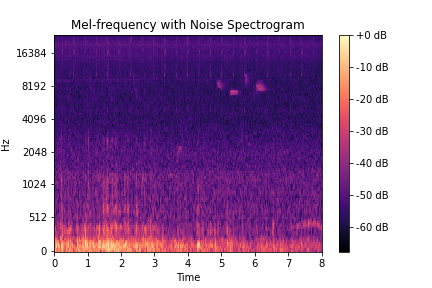 Mel-frequency with Noise Spectrogram
Hz
16384
8192
4096
2048
1024
512
0
0 1 2 3 4 5 6 7 8
Time
+0 dB
-10 dB
-20 dB
-30 dB
-40 dB
-50 dB
-60 dB